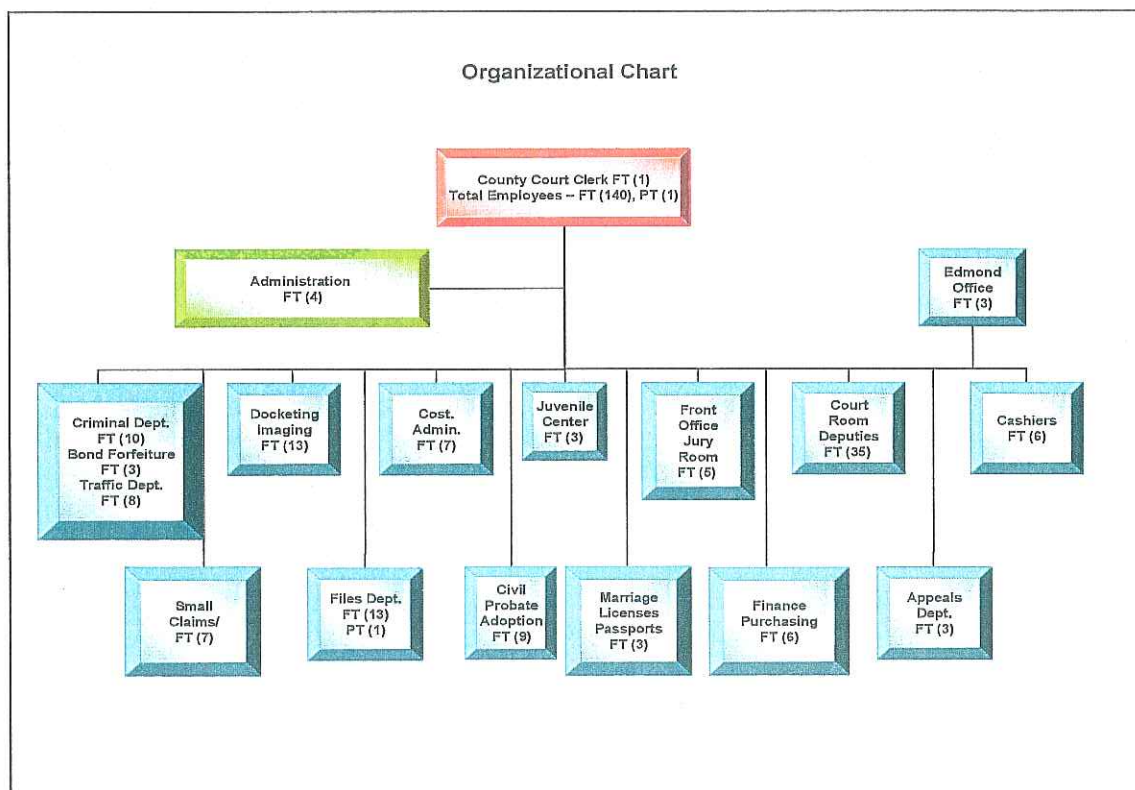 Organizational Chart
County Court Clerk FT (1)
Total Employees – FT (140), PT (1)
Administration
FT (4)
Edmond
Office
FT (3)
Criminal Dept.
FT (10)
Bond Forfeiture
FT (3)
Traffic Dept.
FT (8)
Docketing
Imaging
FT (13)
Cost.
Admin.
FT (7)
Juvenile
Center
FT (3)
Front
Office
Jury
Room
FT (5)
Court
Room
Deputies
FT (35)
Cashiers
FT (6)
Small
Claims/
FT (7)
Files Dept.
FT (13)
PT (1)
Civil
Probate
Adoption
FT (9)
Marriage
Licenses
Passports
FT (3)
Finance
Purchasing
FT (6)
Appeals
Dept.
FT (3)